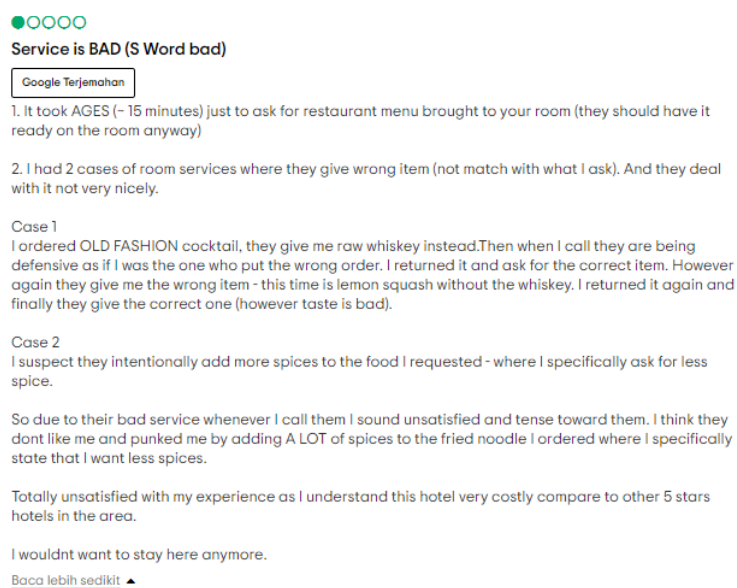 Service is BAD (S Word bad)
Google Terjemahan
1. It took AGES (- 15 minutes) just to ask for restaurant menu brought to your room (they should have it
ready on the room anyway)
2. I had 2 cases of room services where they give wrong item (not match with what I ask). And they deal
with it not very nicely.
Case 1
I ordered OLD FASHION cocktail, they give me raw whiskey instead.Then when I call they are being
defensive as if I was the one who put the wrong order. I returned it and ask for the correct item. However
again they give me the wrong item - this time is lemon squash without the whiskey. I returned it again and
finally they give the correct one (however taste is bad).
Case 2
I suspect they intentionally add more spices to the food I requested - where I specifically ask for less
spice.
So due to their bad service whenever I call them I sound unsatisfied and tense toward them. I think they
dont like me and punked me by adding A LOT of spices to the fried noodle I ordered where I specifically
state that I want less spices.
Totally unsatisfied with my experience as I understand this hotel very costly compare to other 5 stars
hotels in the area.
I wouldnt want to stay here anymore.
Baca lebih sedikit